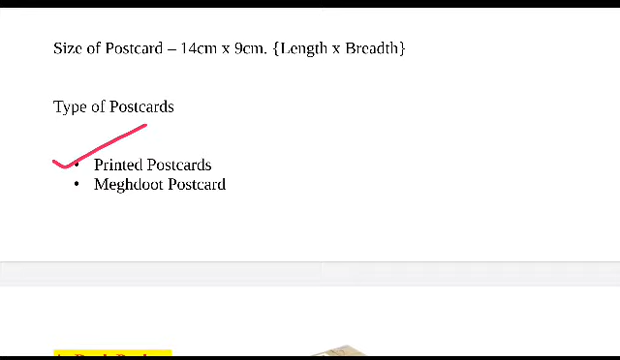 Size of Postcard – 14cm x 9cm. {Length x Breadth}
Type of Postcards
• Printed Postcards
• Meghdoot Postcard